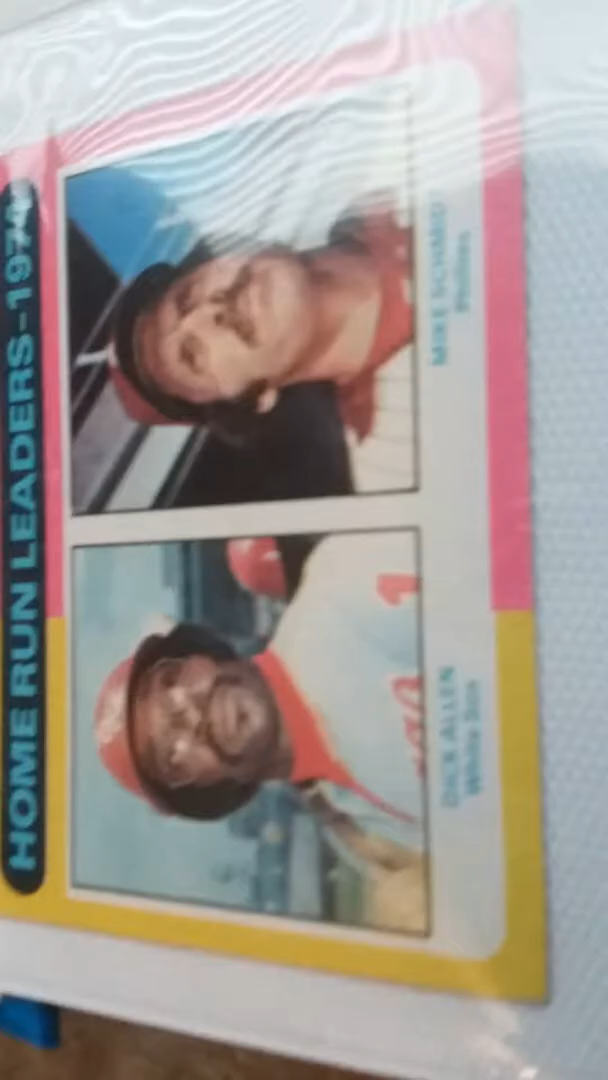 HOME RUN LEADERS-1974
DICK ALLEN
White Sox
MIKE SCHMIDT
Phillies